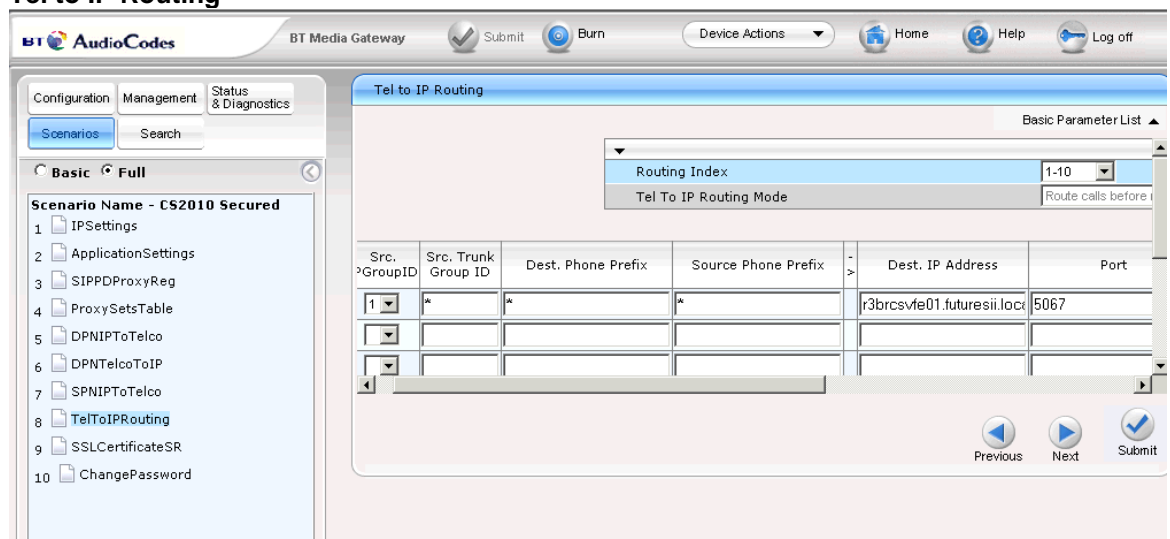 Tel to IP Routing
BT AudioCodes
BT Media Gateway
Submit
Burn
Device Actions
Home
Help
Log off
Configuration
Management
Status & Diagnostics
Scenarios
Search
Basic
Full
Scenario Name - CS2010 Secured
1 IPSettings
2 ApplicationSettings
3 SIPPDProxyReg
4 ProxySetsTable
5 DPNIPToTelco
6 DPNTelcoToIP
7 SPNIPToTelco
8 TelToIPRouting
9 SSLCertificateSR
10 ChangePassword
Tel to IP Routing
Basic Parameter List
Routing Index 1-10
Tel To IP Routing Mode Route calls before
Src. PGroupID
Src. Trunk Group ID
Dest. Phone Prefix
Source Phone Prefix
->
Dest. IP Address
Port
1 * * * r3brcsvfe01.futuresii.loca 5067
Previous
Next
Submit